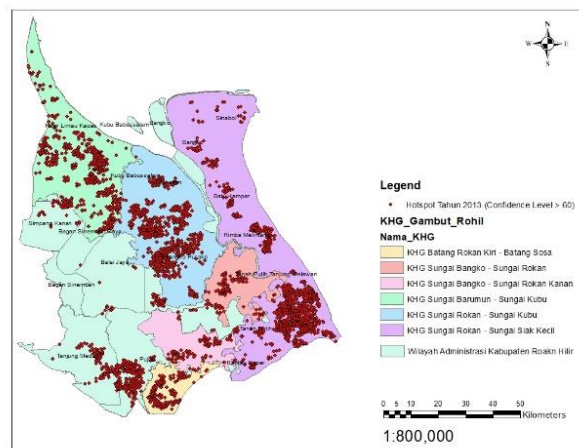 N
W E
S
Sinaboi
Kubu Babussalam
Bangko
Simpang Kanan
Balai Jaya
Bagan Sinembah
Rimba Melintang
Tanjung Medan
Legend
Hotspot Tahun 2013 (Confidence Level > 60)
KHG_Gambut_Rohil
Nama_KHG
KHG Batang Rokan Kiri - Batang Sosa
KHG Sungai Bangko - Sungai Rokan
KHG Sungai Bangko - Sungai Rokan Kanan
KHG Sungai Barumun - Sungai Kubu
KHG Sungai Rokan - Sungai Kubu
KHG Sungai Rokan - Sungai Siak Kecil
Wilayah Administrasi Kabupaten Roakn Hilir
0 5 10 20 30 40 50
Kilometers
1:800,000